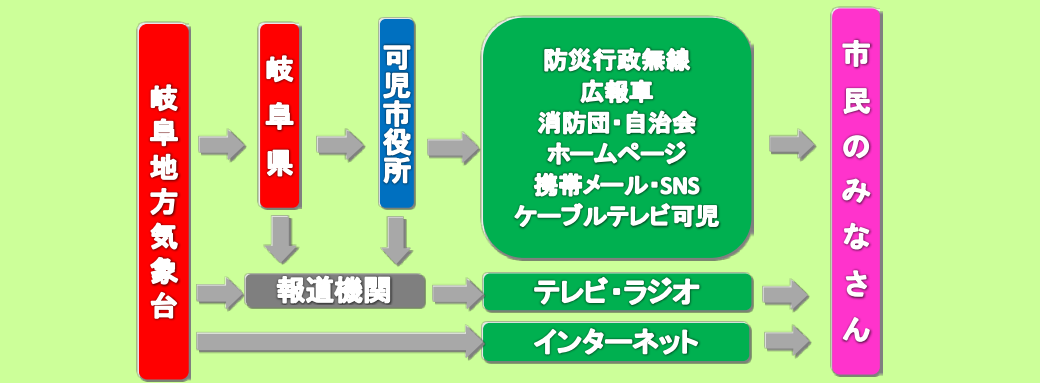 岐阜地方気象台
岐阜県
可児市役所
防災行政無線
広報車
消防団・自治会
ホームページ
携帯メール・SNS
ケーブルテレビ可児
報道機関
テレビ・ラジオ
インターネット
市民のみなさん